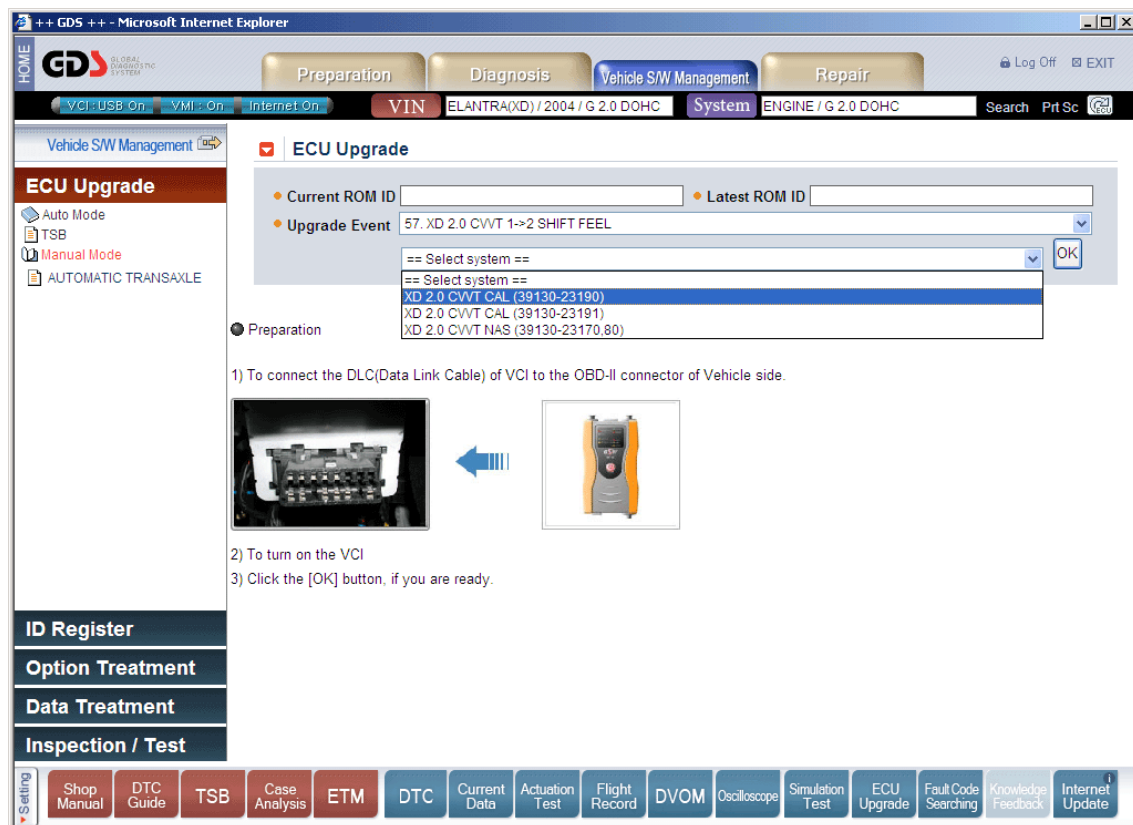 ++ GDS ++ - Microsoft Internet Explorer
HOME
GDS GLOBAL DIAGNOSTIC SYSTEM
Preparation
Diagnosis
Vehicle S/W Management
Repair
Log Off
EXIT
VCI : USB On
VMI : On
Internet On
VIN
ELANTRA(XD) / 2004 / G 2.0 DOHC
System
ENGINE / G 2.0 DOHC
Search
Prt Sc
ECU
Vehicle S/W Management
ECU Upgrade
Auto Mode
TSB
Manual Mode
AUTOMATIC TRANSAXLE
ID Register
Option Treatment
Data Treatment
Inspection / Test
ECU Upgrade
Current ROM ID
Latest ROM ID
Upgrade Event
57. XD 2.0 CVVT 1->2 SHIFT FEEL
== Select system ==
OK
== Select system ==
XD 2.0 CVVT CAL (39130-23190)
XD 2.0 CVVT CAL (39130-23191)
XD 2.0 CVVT NAS (39130-23170,80)
Preparation
1) To connect the DLC(Data Link Cable) of VCI to the OBD-II connector of Vehicle side.
2) To turn on the VCI
3) Click the [OK] button, if you are ready.
Setting
Shop Manual
DTC Guide
TSB
Case Analysis
ETM
DTC
Current Data
Actuation Test
Flight Record
DVOM
Oscilloscope
Simulation Test
ECU Upgrade
Fault Code Searching
Knowledge Feedback
Internet Update